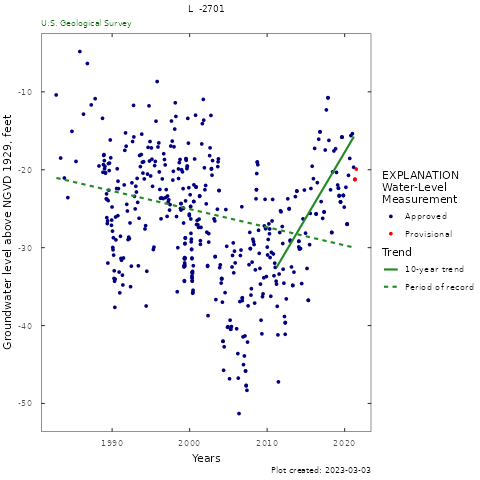 L -2701
U.S. Geological Survey
Groundwater level above NGVD 1929, feet
-10
-20
-30
-40
-50
1990
2000
2010
2020
Years
EXPLANATION
Water-Level
Measurement
Approved
Provisional
Trend
10-year trend
Period of record
Plot created: 2023-03-03